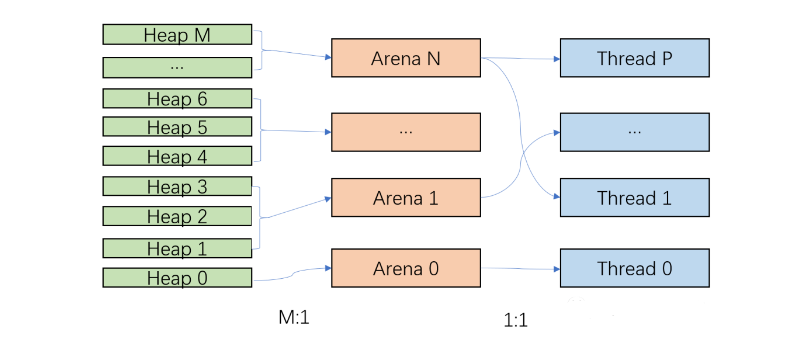 Heap M
...
Heap 6
Heap 5
Heap 4
Heap 3
Heap 2
Heap 1
Heap 0
Arena N
...
Arena 1
Arena 0
Thread P
...
Thread 1
Thread 0
M:1
1:1